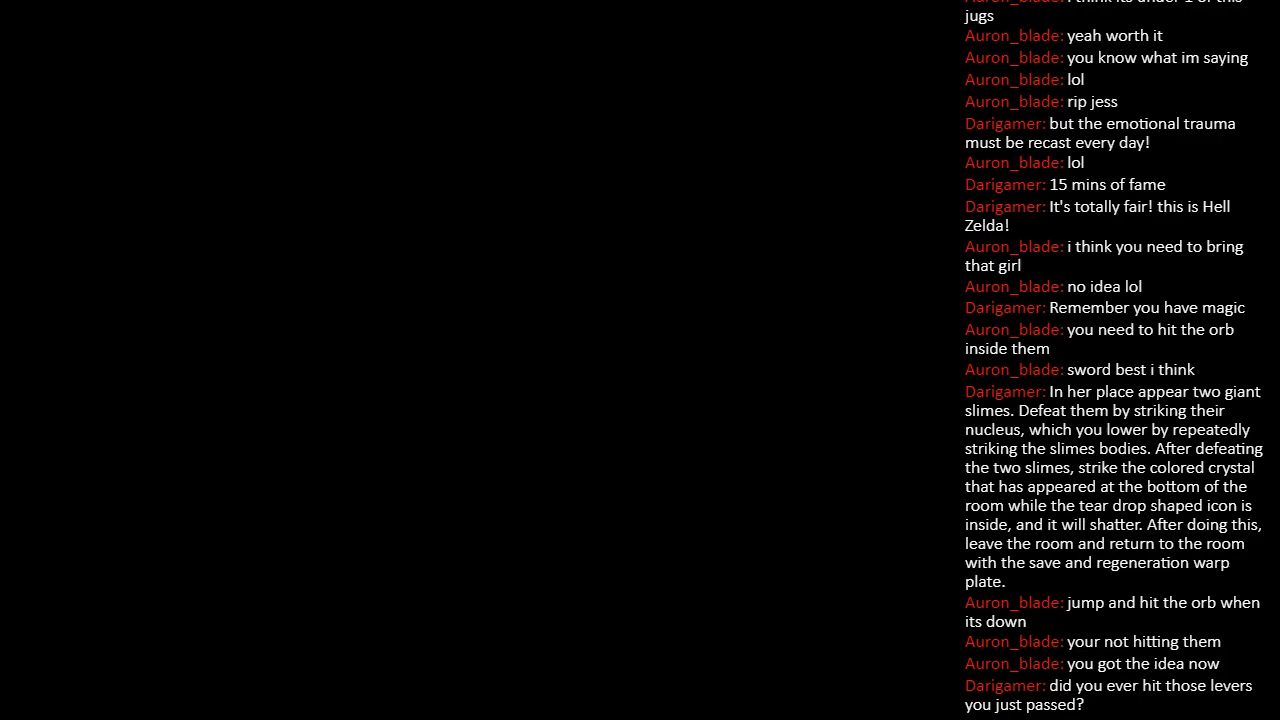 jugs
Auron_blade: yeah worth it
Auron_blade: you know what im saying
Auron_blade: lol
Auron_blade: rip jess
Darigamer: but the emotional trauma
must be recast every day!
Auron_blade: lol
Darigamer: 15 mins of fame
Darigamer: It's totally fair! this is Hell
Zelda!
Auron_blade: i think you need to bring
that girl
Auron_blade: no idea lol
Darigamer: Remember you have magic
Auron_blade: you need to hit the orb
inside them
Auron_blade: sword best i think
Darigamer: In her place appear two giant
slimes. Defeat them by striking their
nucleus, which you lower by repeatedly
striking the slimes bodies. After defeating
the two slimes, strike the colored crystal
that has appeared at the bottom of the
room while the tear drop shaped icon is
inside, and it will shatter. After doing this,
leave the room and return to the room
with the save and regeneration warp
plate.
Auron_blade: jump and hit the orb when
its down
Auron_blade: your not hitting them
Auron_blade: you got the idea now
Darigamer: did you ever hit those levers
you just passed?